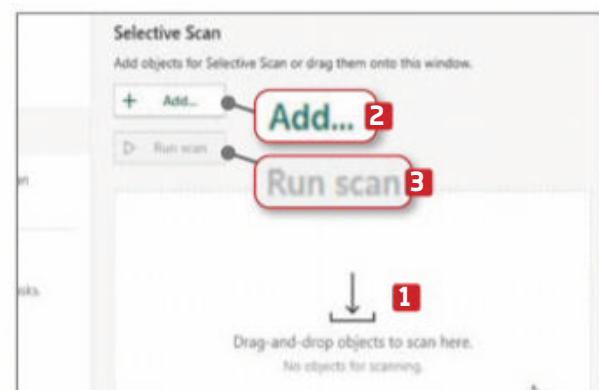 Selective Scan
Add objects for Selective Scan or drag them onto this window.
+ Add...
Add... 2
Run scan
Run scan 3
1
Drag-and-drop objects to scan here.
No objects for scanning.